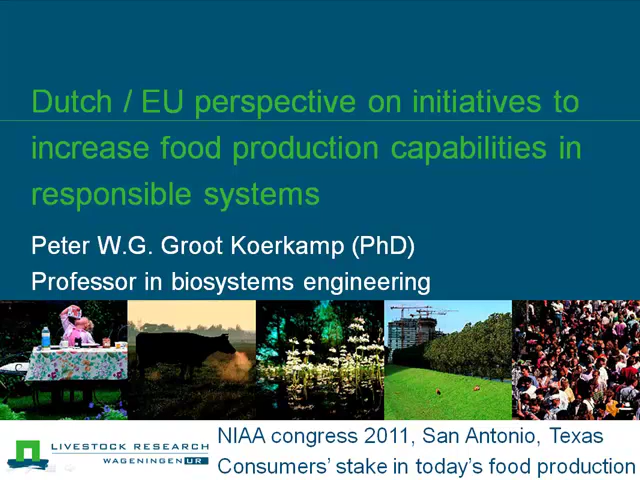 Dutch / EU perspective on initiatives to
increase food production capabilities in
responsible systems
Peter W.G. Groot Koerkamp (PhD)
Professor in biosystems engineering
LIVESTOCK RESEARCH
WAGENINGEN UR
NIAA congress 2011, San Antonio, Texas
Consumers' stake in today's food production